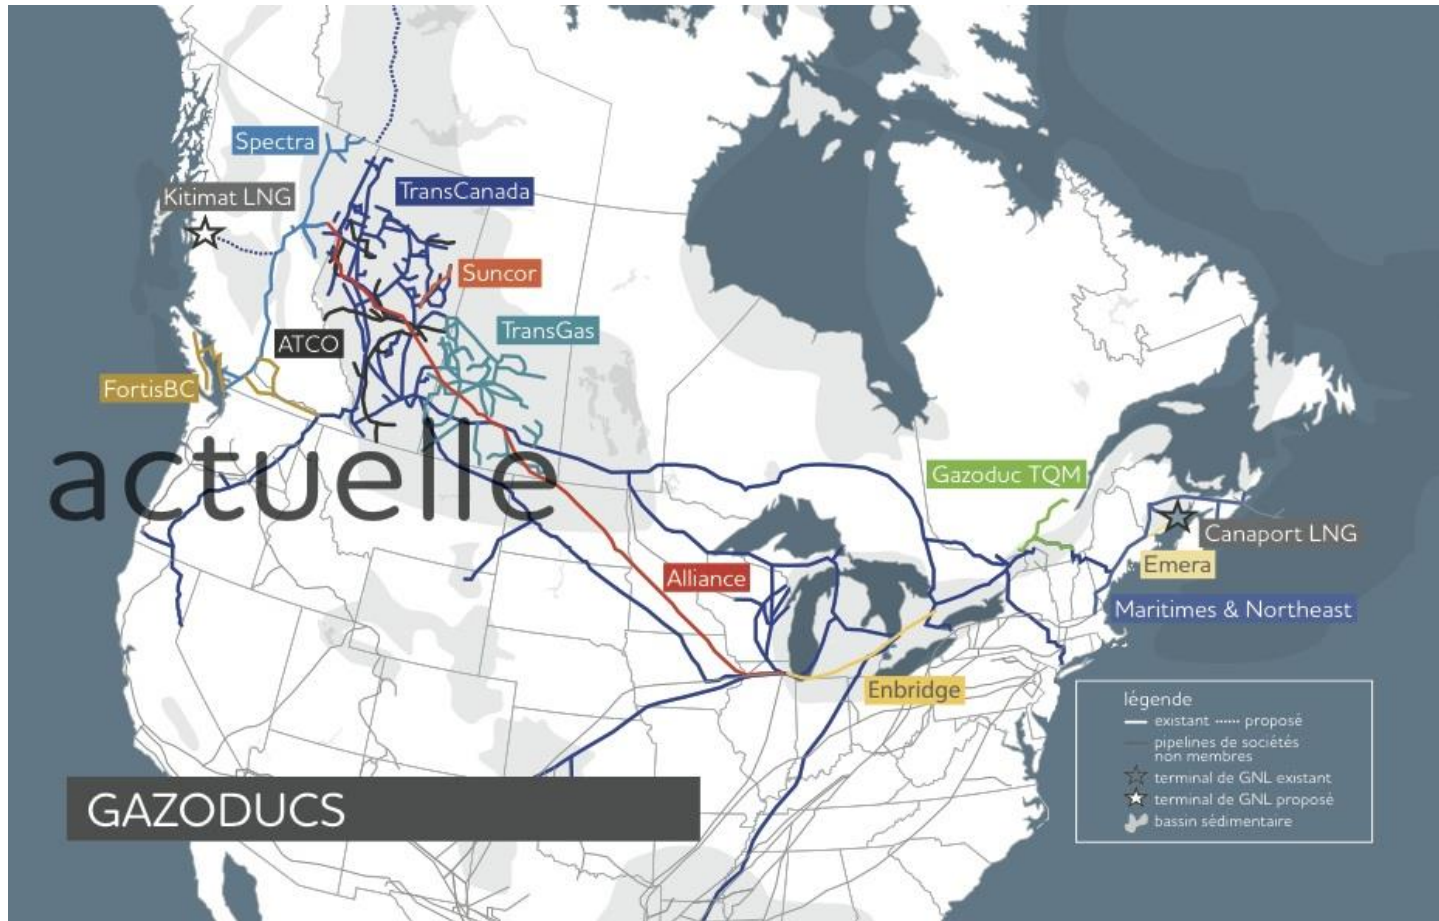 Spectra
Kitimat LNG
TransCanada
Suncor
TransGas
ATCO
FortisBC
actuelle
Gazoduc TQM
Canaport LNG
Emera
Alliance
Maritimes & Northeast
Enbridge
légende
existant proposé
pipelines de sociétés
non membres
terminal de GNL existant
terminal de GNL proposé
bassin sédimentaire
GAZODUCS